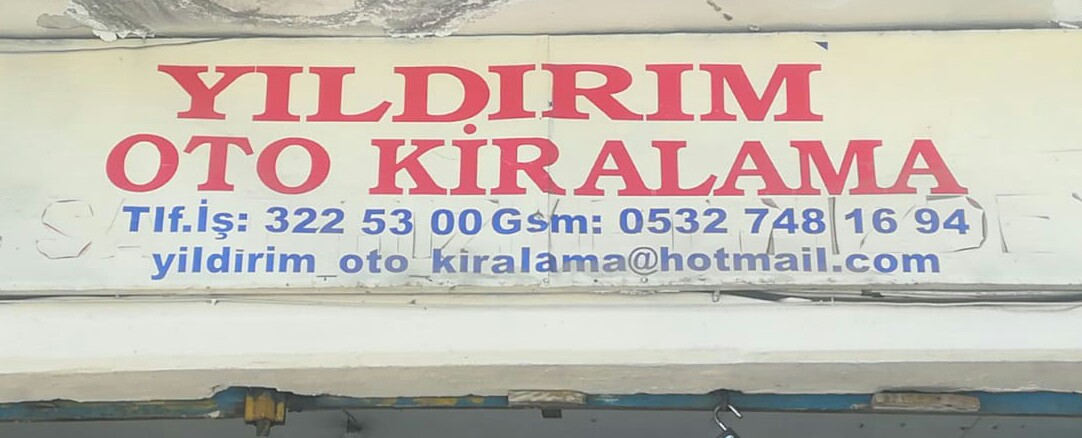 YILDIRIM
OTO KİRALAMA
Tlf.İş: 322 53 00 Gsm: 0532 748 16 94
yildirim_oto_kiralama@hotmail.com